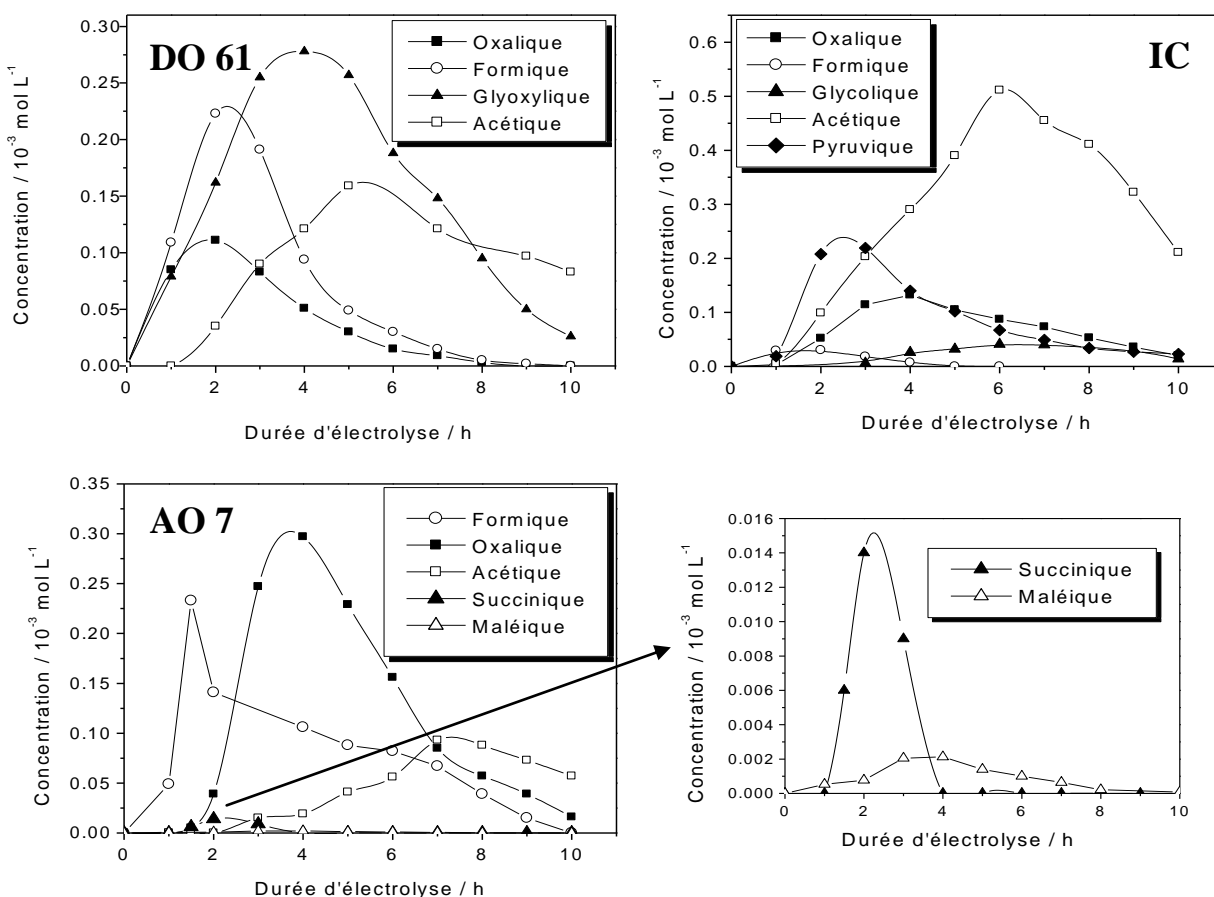 DO 61
Oxalique
Formique
Glyoxylique
Acétique
Concentration / 10⁻³ mol L⁻¹
0.30
0.25
0.20
0.15
0.10
0.05
0.00
0 2 4 6 8 10
Durée d'électrolyse / h
IC
Oxalique
Formique
Glycolique
Acétique
Pyruvique
Concentration / 10⁻³ mol L⁻¹
0.6
0.5
0.4
0.3
0.2
0.1
0.0
0 2 4 6 8 10
Durée d'électrolyse / h
AO 7
Formique
Oxalique
Acétique
Succinique
Maléique
Concentration / 10⁻³ mol L⁻¹
0.35
0.30
0.25
0.20
0.15
0.10
0.05
0.00
0 2 4 6 8 10
Durée d'électrolyse / h
Succinique
Maléique
Concentration / 10⁻³ mol L⁻¹
0.016
0.014
0.012
0.010
0.008
0.006
0.004
0.002
0.000
0 2 4 6 8 10
Durée d'électrolyse / h